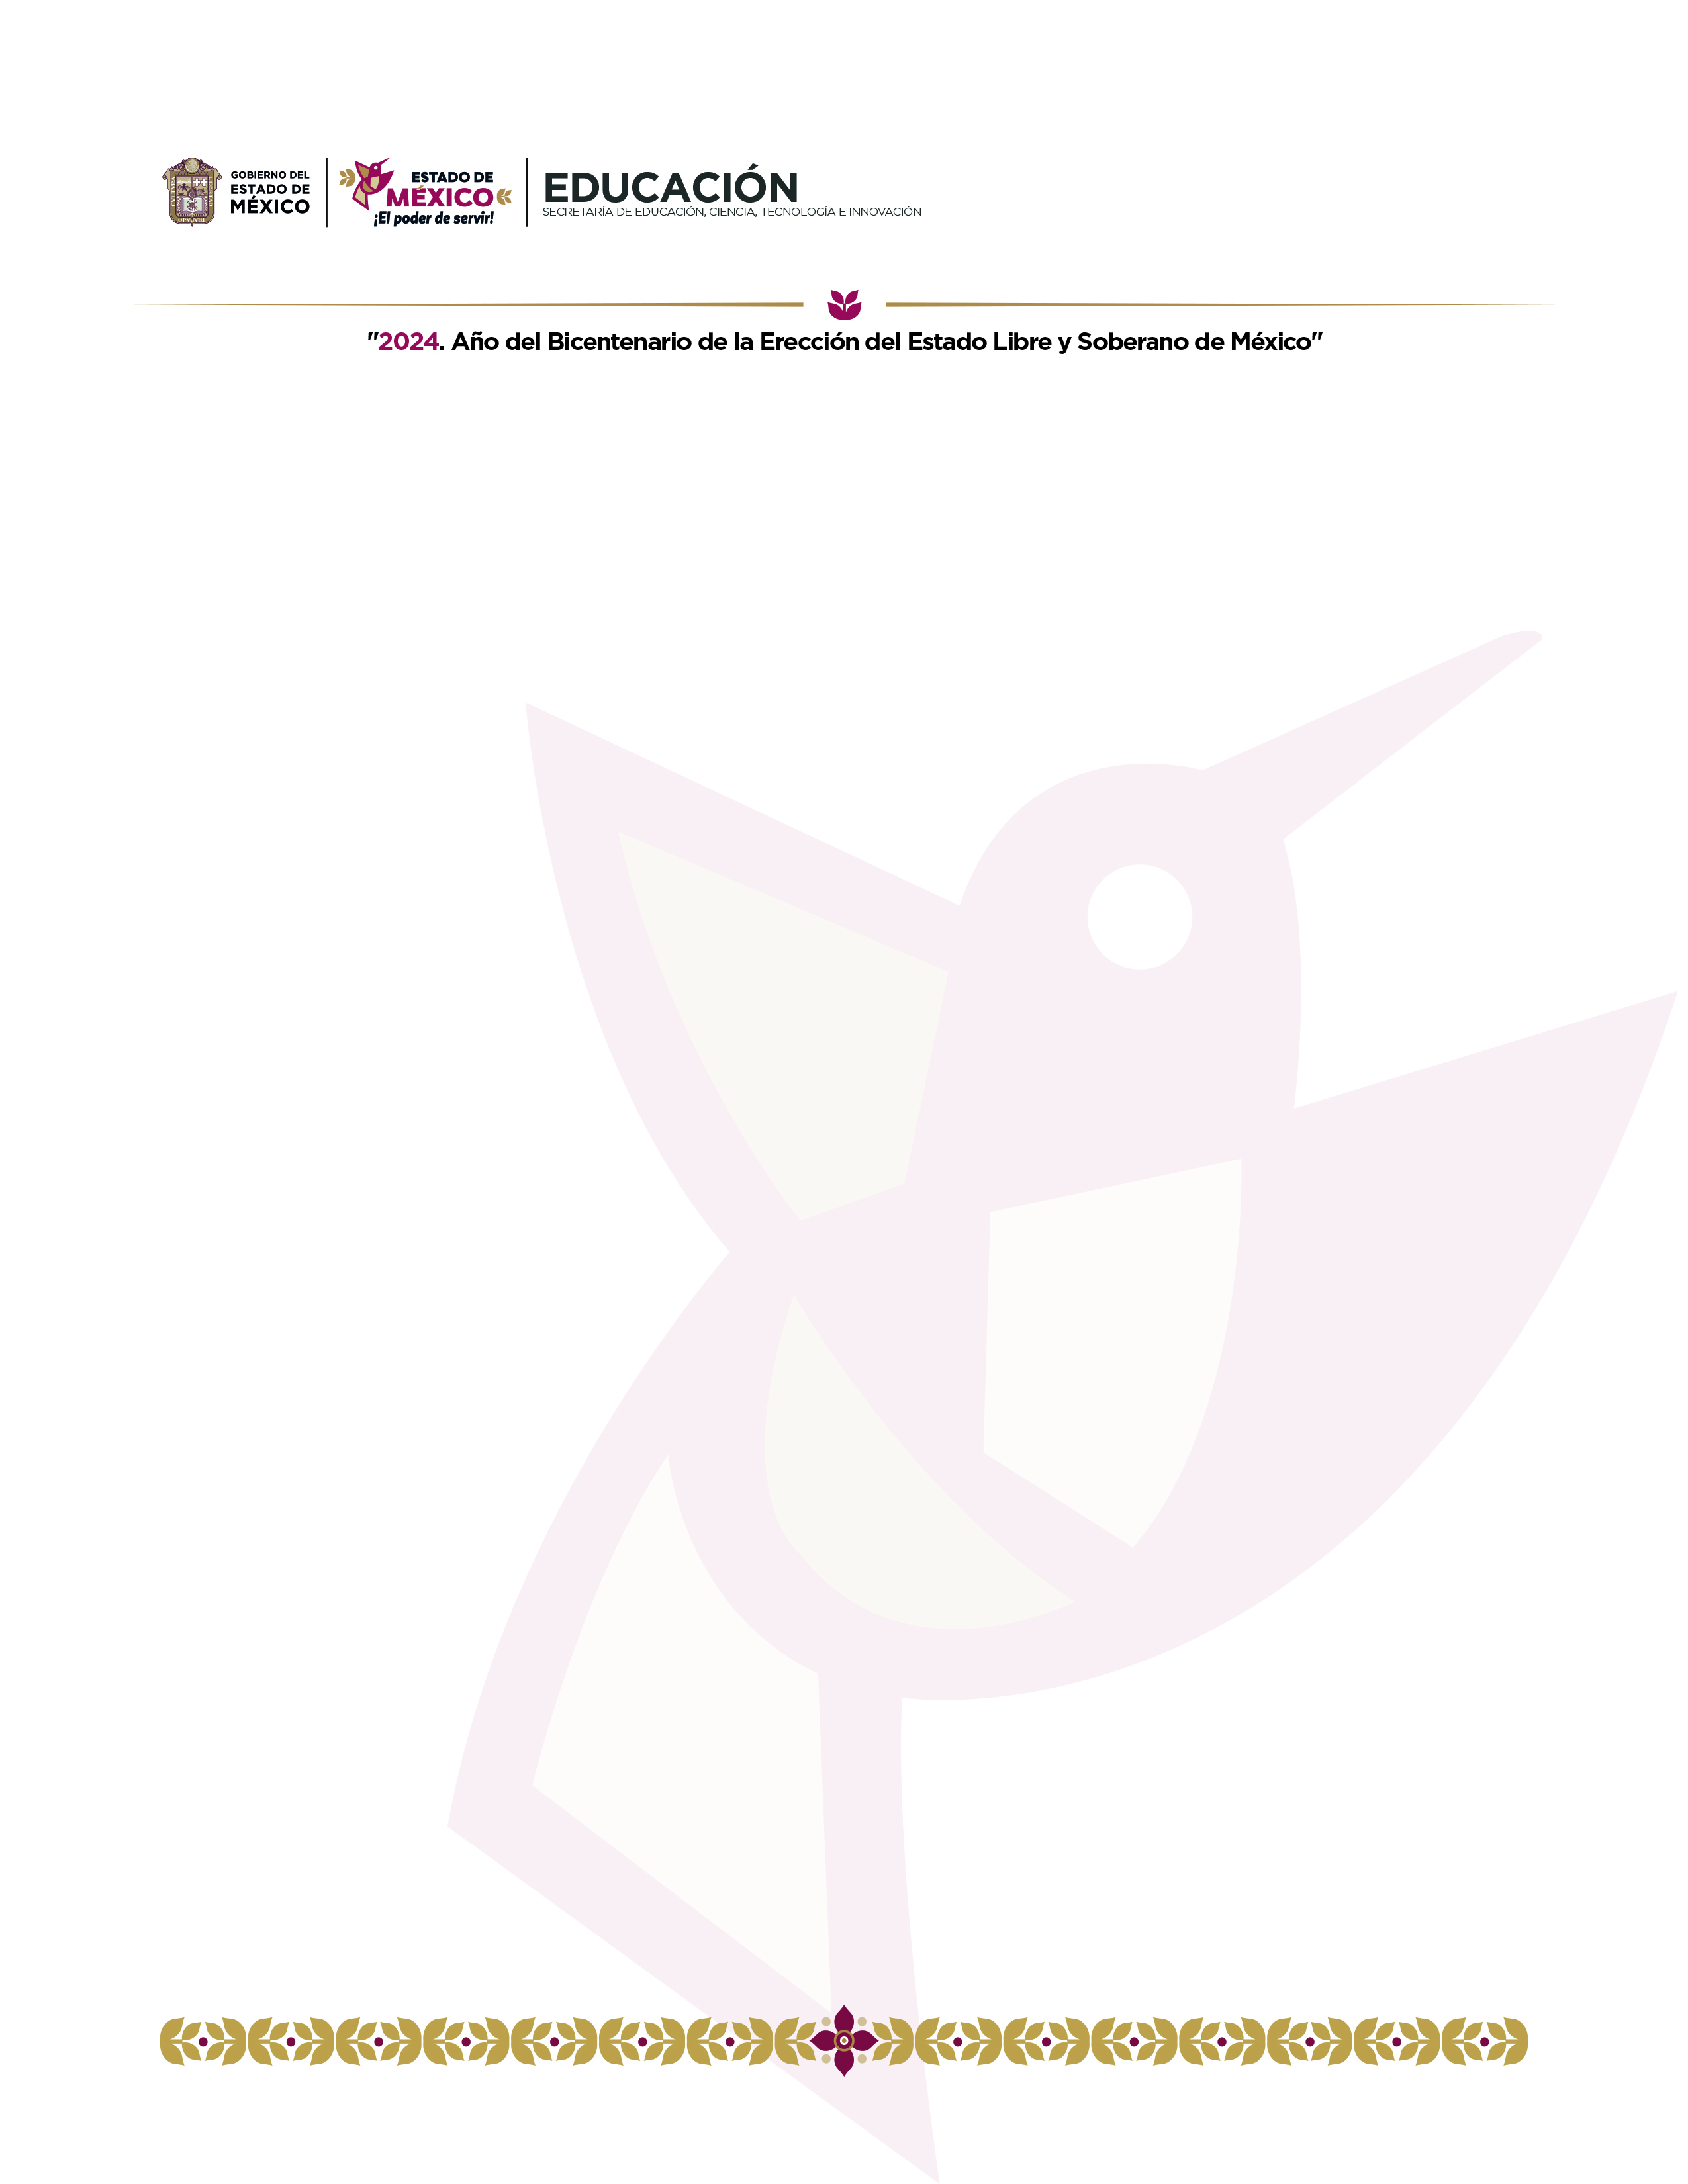 GOBIERNO DEL
ESTADO DE
MÉXICO
ESTADO DE
MÉXICO
¡El poder de servir!
EDUCACIÓN
SECRETARÍA DE EDUCACIÓN, CIENCIA, TECNOLOGÍA E INNOVACIÓN
"2024. Año del Bicentenario de la Erección del Estado Libre y Soberano de México"